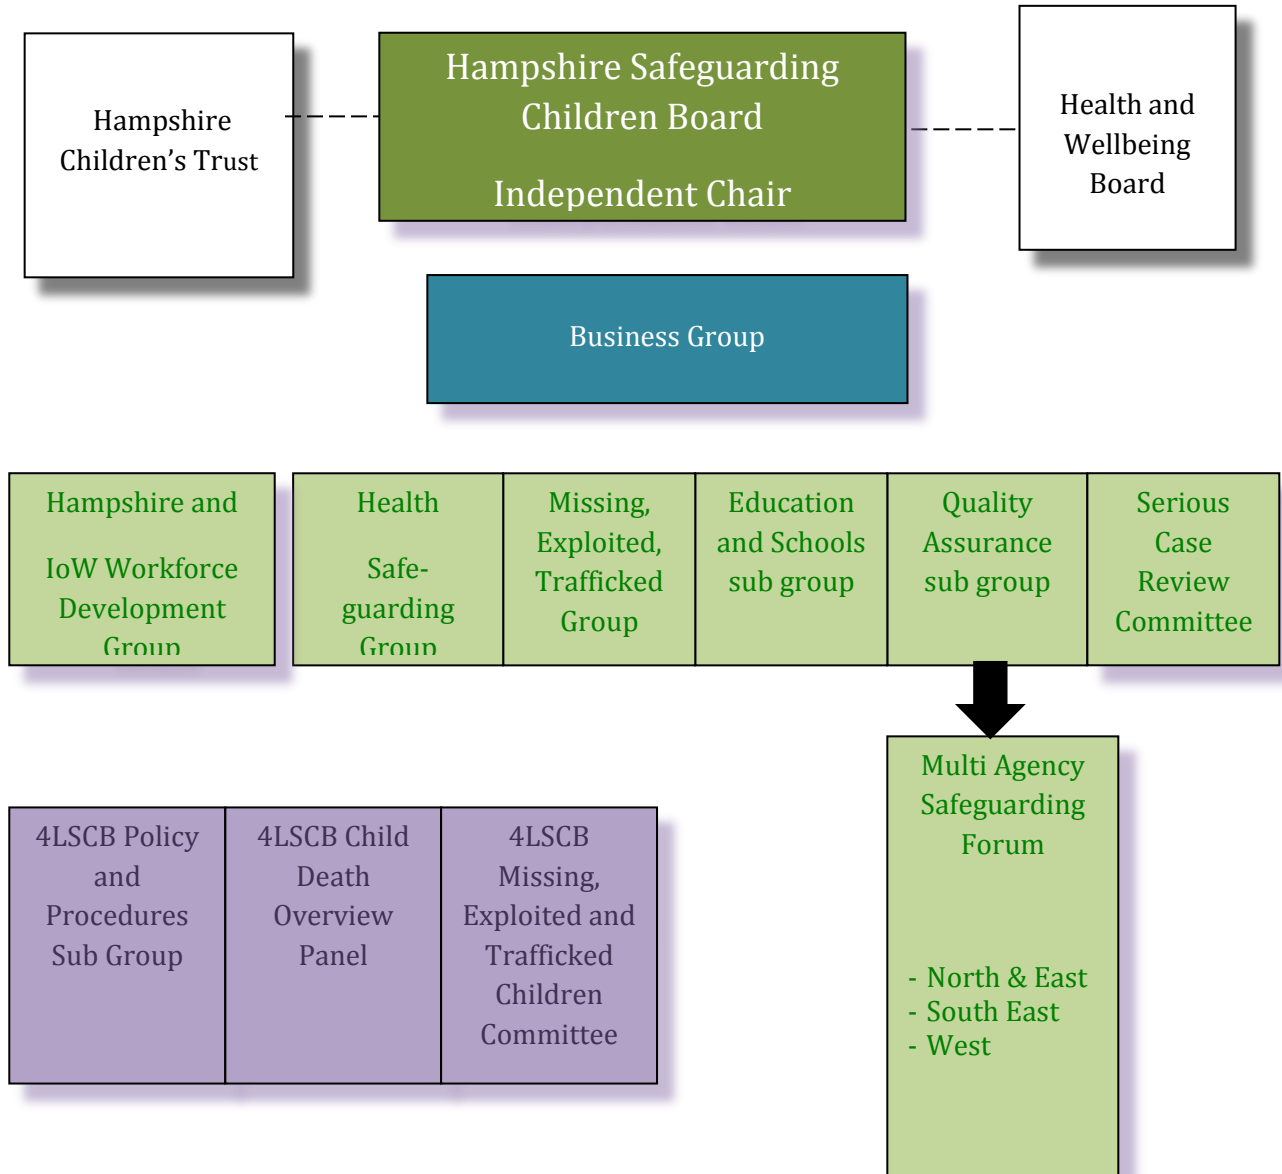 Hampshire
Children’s Trust
Hampshire Safeguarding
Children Board
Independent Chair
Health and
Wellbeing
Board
Business Group
Hampshire and
IoW Workforce
Development
Group
Health
Safe-
guarding
Group
Missing,
Exploited,
Trafficked
Group
Education
and Schools
sub group
Quality
Assurance
sub group
Serious
Case
Review
Committee
Multi Agency
Safeguarding
Forum
- North & East
- South East
- West
4LSCB Policy
and
Procedures
Sub Group
4LSCB Child
Death
Overview
Panel
4LSCB
Missing,
Exploited and
Trafficked
Children
Committee